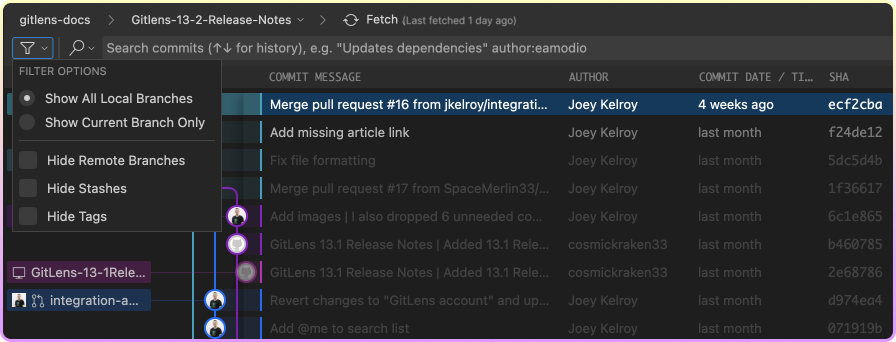 gitlens-docs > Gitlens-13-2-Release-Notes Fetch (Last fetched 1 day ago)
Search commits (↑↓ for history), e.g. "Updates dependencies" author:eamodio
FILTER OPTIONS
Show All Local Branches
Show Current Branch Only
Hide Remote Branches
Hide Stashes
Hide Tags
COMMIT MESSAGE AUTHOR COMMIT DATE / TI... SHA
Merge pull request #16 from jkelroy/integrati... Joey Kelroy 4 weeks ago ecf2cba
Add missing article link Joey Kelroy last month f24de12
Fix file formatting Joey Kelroy last month 5dc5d4b
Merge pull request #17 from SpaceMerlin33/... Joey Kelroy last month 1f36617
Add images | I also dropped 6 unneeded co... Joey Kelroy last month 6c1e865
GitLens 13.1 Release Notes | Added 13.1 Rele... cosmickraken33 last month b460785
GitLens-13-1Rele... GitLens 13.1 Release Notes | Added 13.1 Rele... cosmickraken33 last month 2e68786
integration-a... Revert changes to "GitLens account" and up... Joey Kelroy last month d974ea4
Add @me to search list Joey Kelroy last month 071919b